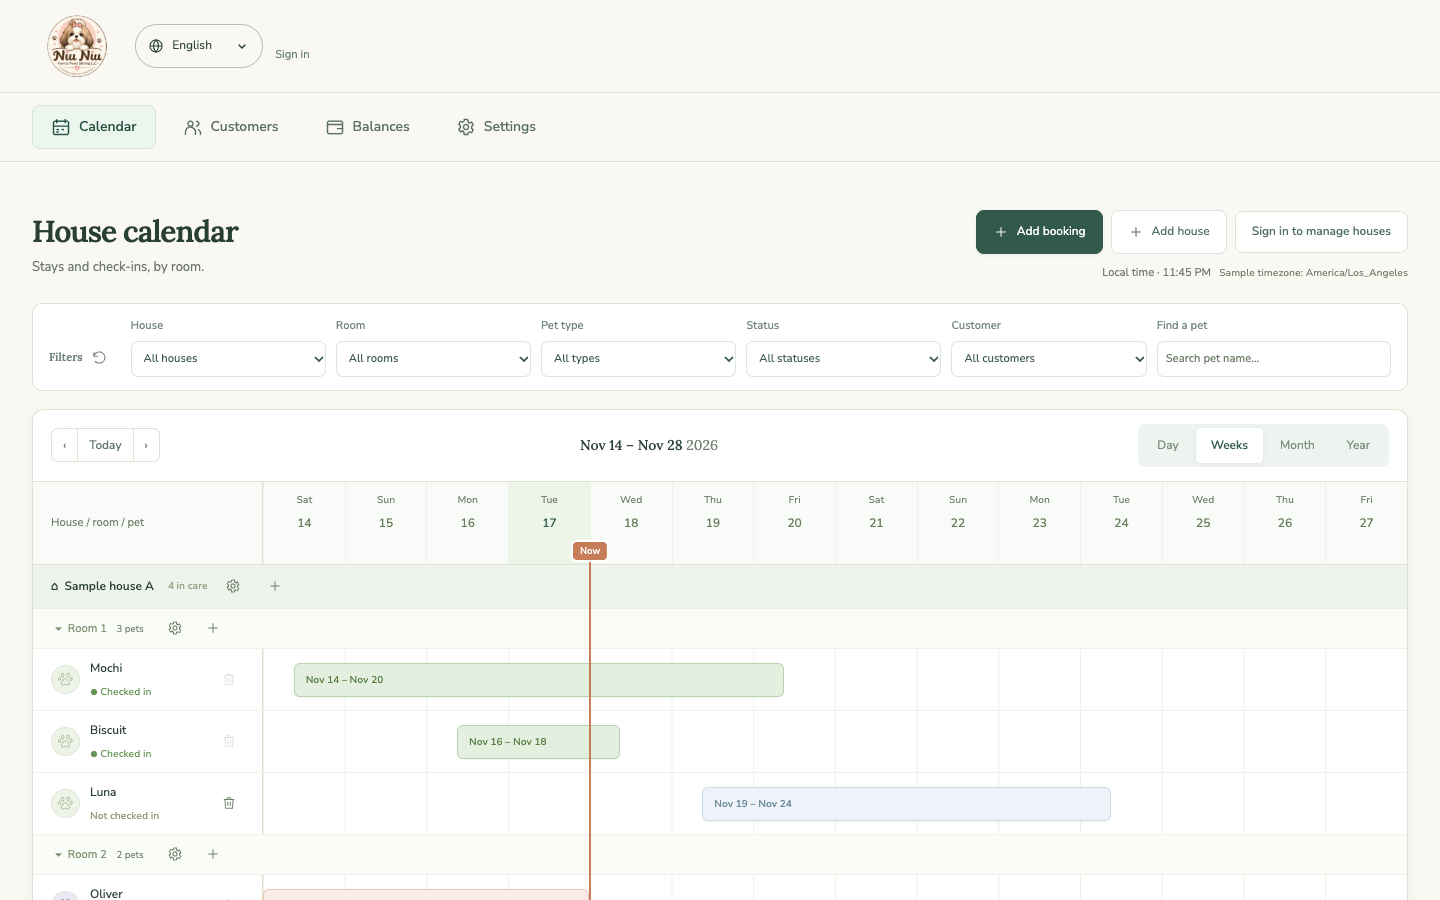 Niu Niu
English
Sign in
Calendar
Customers
Balances
Settings
House calendar
Stays and check-ins, by room.
Add booking
Add house
Sign in to manage houses
Local time · 11:45 PM Sample timezone: America/Los_Angeles
Filters
House
Room
Pet type
Status
Customer
Find a pet
All houses
All rooms
All types
All statuses
All customers
Search pet name...
‹ Today ›
Nov 14 – Nov 28 2026
Day
Weeks
Month
Year
House / room / pet
Sat 14
Sun 15
Mon 16
Tue 17
Wed 18
Thu 19
Fri 20
Sat 21
Sun 22
Mon 23
Tue 24
Wed 25
Thu 26
Fri 27
Now
Sample house A 4 in care
Room 1 3 pets
Mochi
Checked in
Nov 14 – Nov 20
Biscuit
Checked in
Nov 16 – Nov 18
Luna
Not checked in
Nov 19 – Nov 24
Room 2 2 pets
Oliver